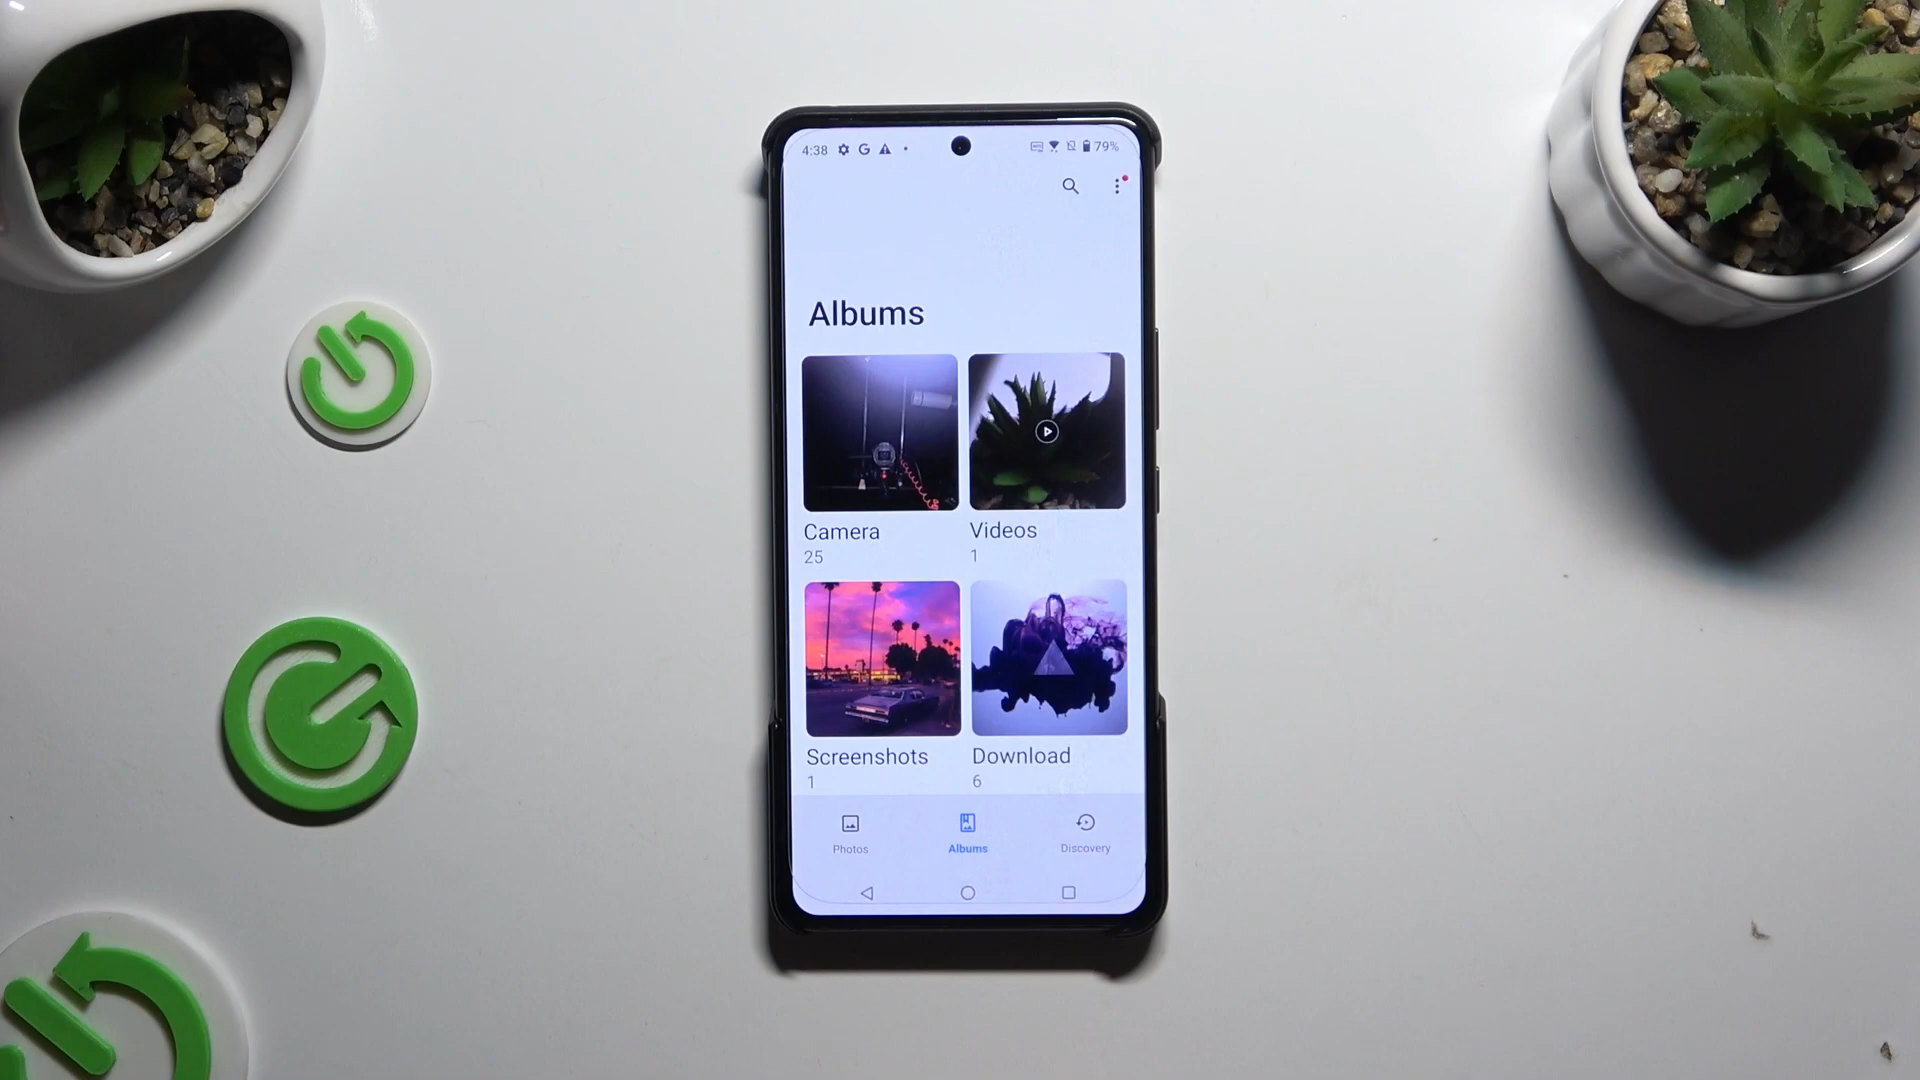 4:38 G 79%
Albums
Camera Videos
25 1
Screenshots Download
1 6
Photos Albums Discovery